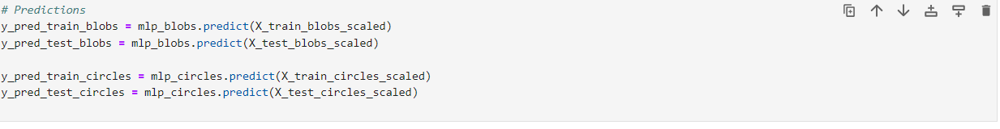 # Predictions
y_pred_train_blobs = mlp_blobs.predict(X_train_blobs_scaled)
y_pred_test_blobs = mlp_blobs.predict(X_test_blobs_scaled)
y_pred_train_circles = mlp_circles.predict(X_train_circles_scaled)
y_pred_test_circles = mlp_circles.predict(X_test_circles_scaled)